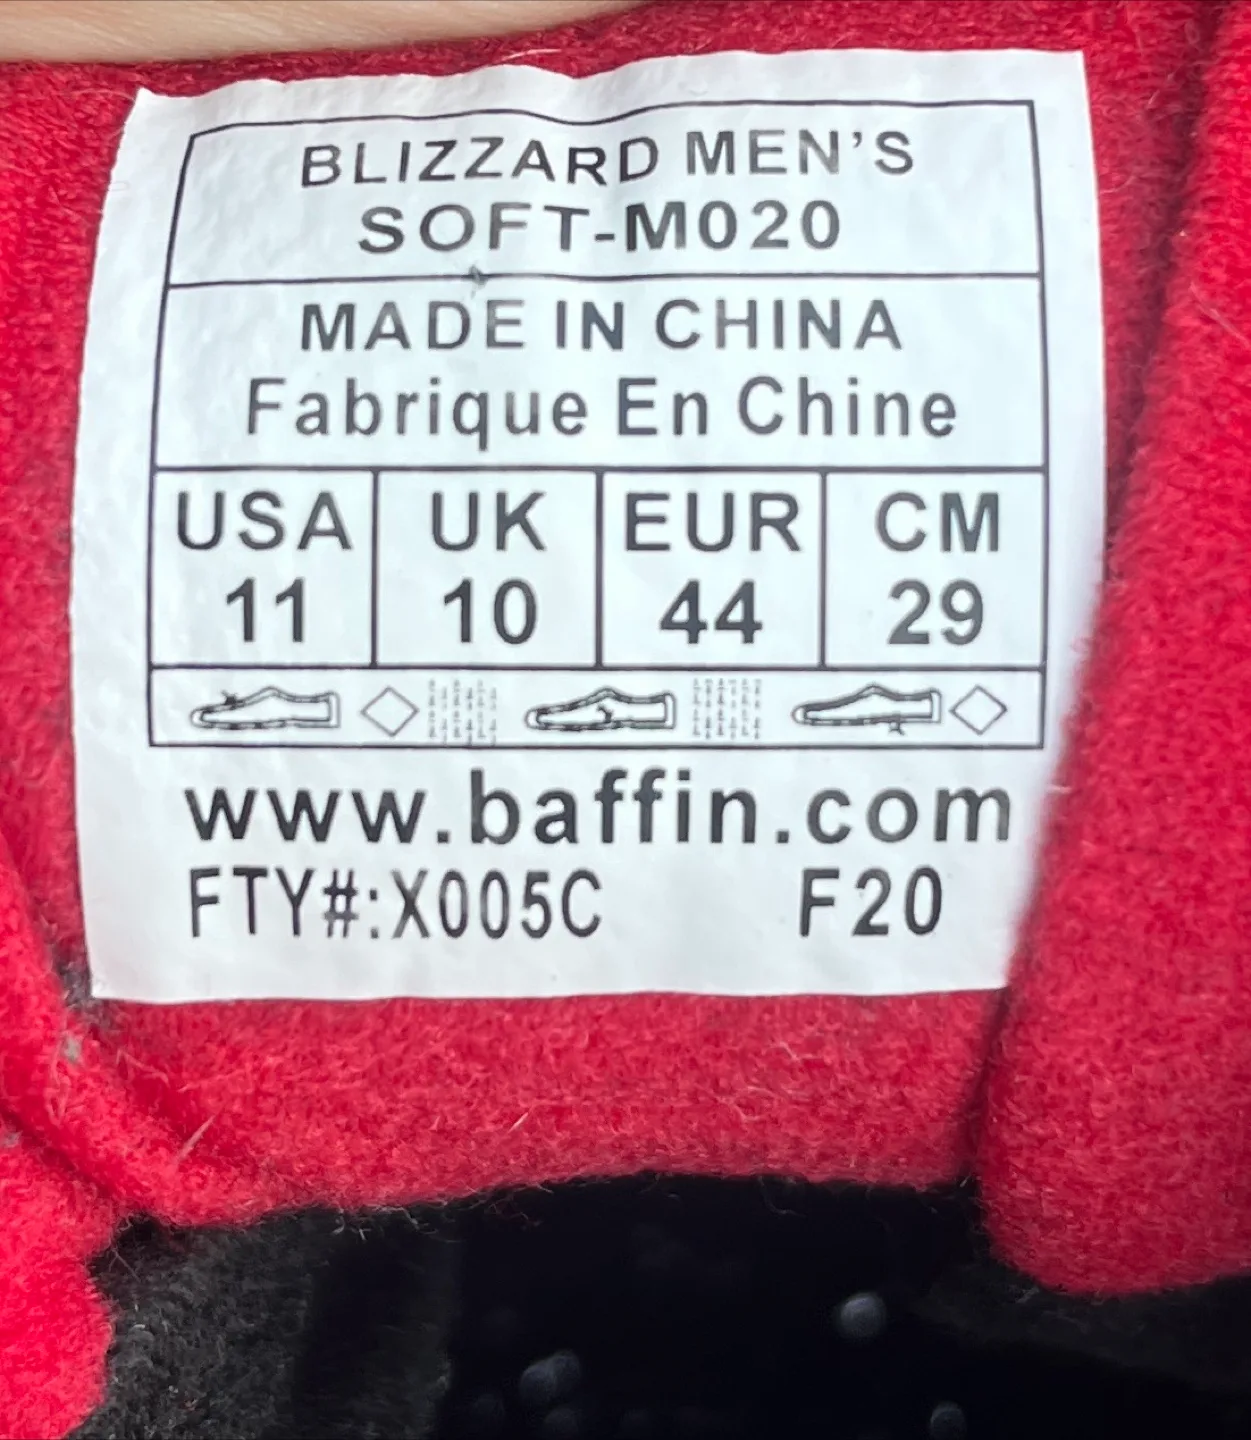 BLIZZARD MEN'S
SOFT-M020
MADE IN CHINA
Fabrique En Chine
USA UK EUR CM
11 10 44 29
www.baffin.com
FTY#:X005C F20